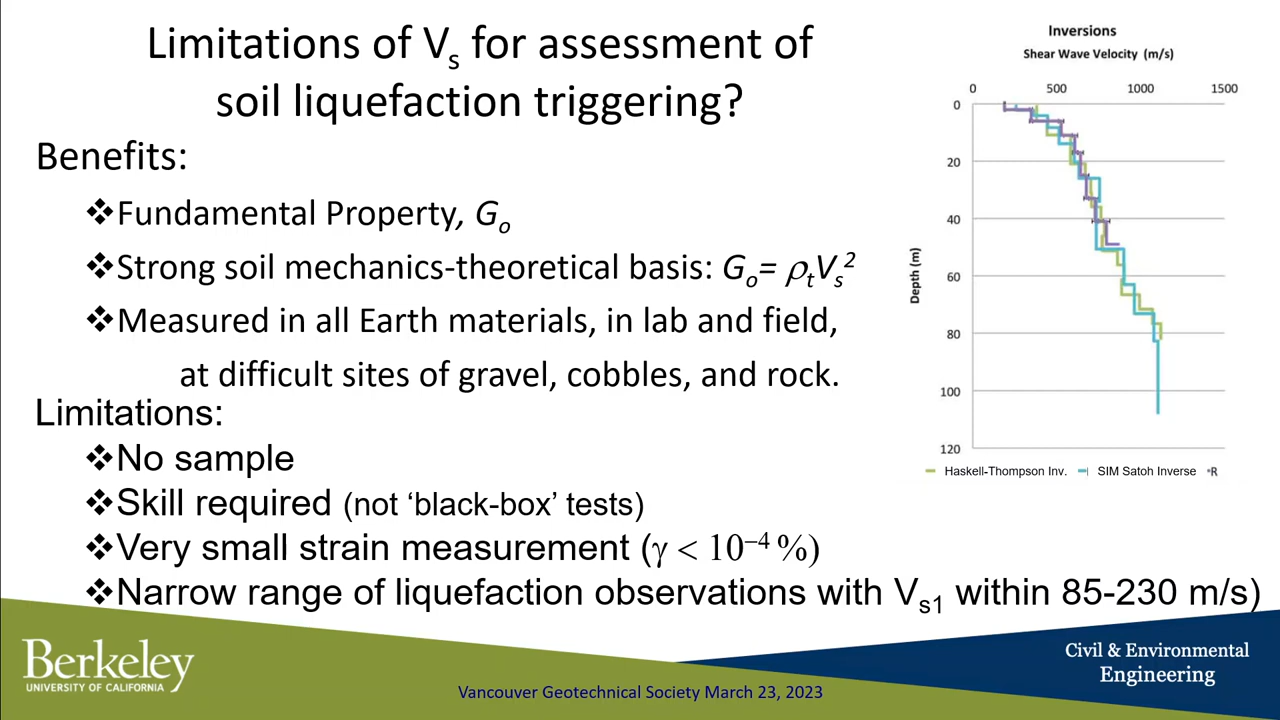 Limitations of Vs for assessment of
soil liquefaction triggering?
Benefits:
❖Fundamental Property, Go
❖Strong soil mechanics-theoretical basis: Go= ρtVs²
❖Measured in all Earth materials, in lab and field,
at difficult sites of gravel, cobbles, and rock.
Limitations:
❖No sample
❖Skill required (not ‘black-box’ tests)
❖Very small strain measurement (γ < 10⁻⁴ %)
❖Narrow range of liquefaction observations with Vs1 within 85-230 m/s)
Inversions
Shear Wave Velocity (m/s)
0 500 1000 1500
0
20
40
60
80
100
120
Depth (m)
Haskell-Thompson Inv. SIM Satoh Inverse R
Berkeley
UNIVERSITY OF CALIFORNIA
Vancouver Geotechnical Society March 23, 2023
Civil & Environmental
Engineering